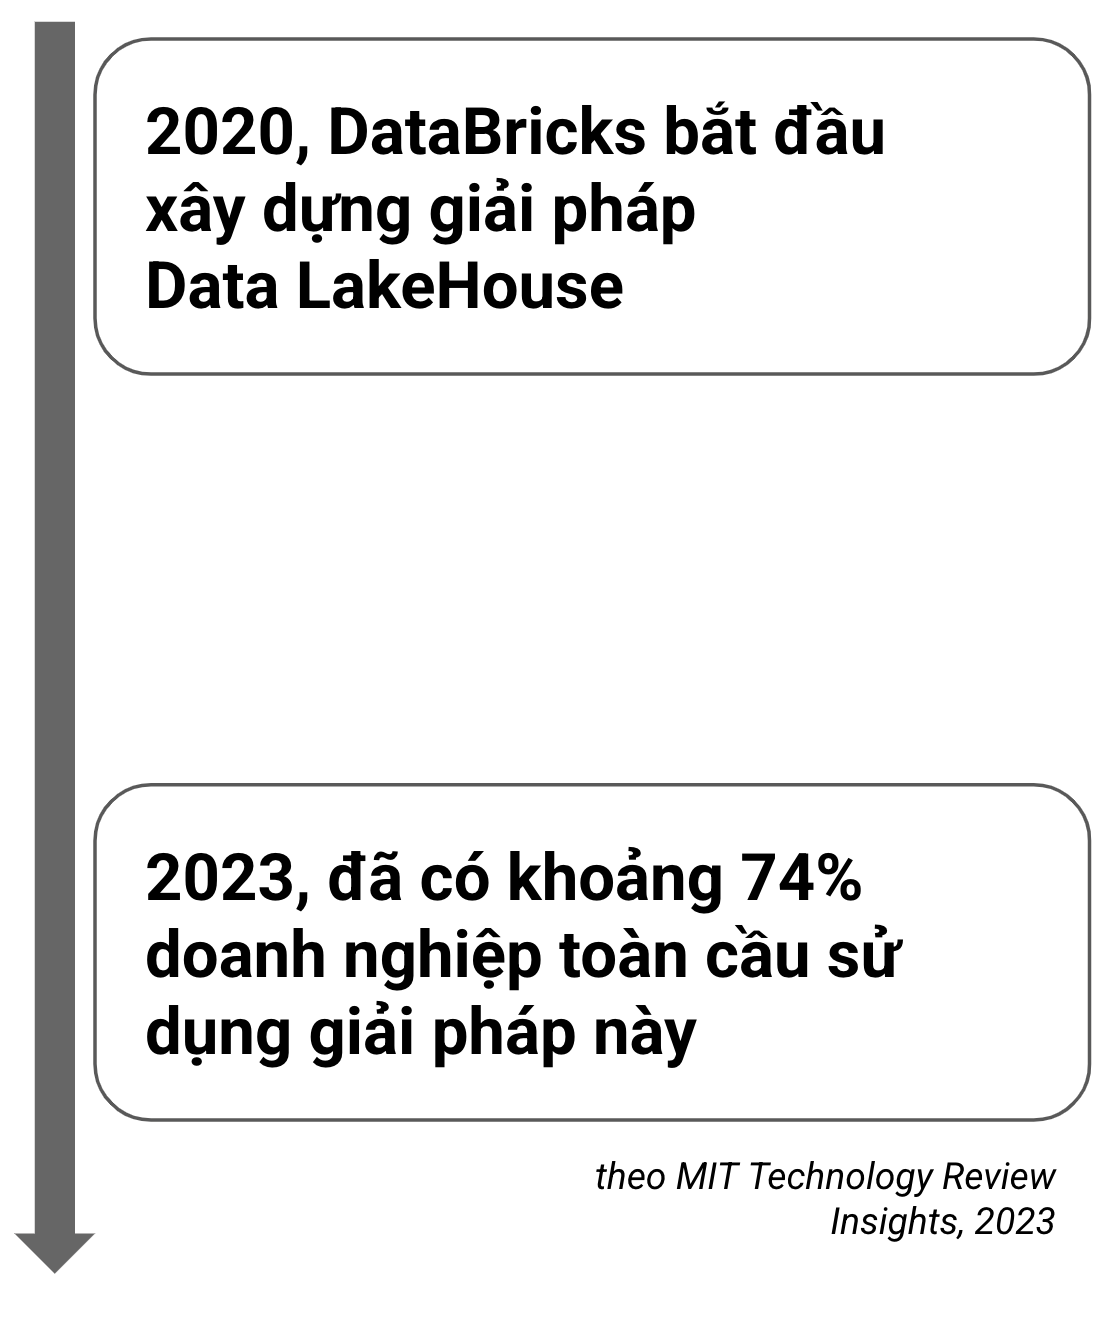 2020, DataBricks bắt đầu
xây dựng giải pháp
Data LakeHouse
2023, đã có khoảng 74%
doanh nghiệp toàn cầu sử
dụng giải pháp này
theo MIT Technology Review
Insights, 2023